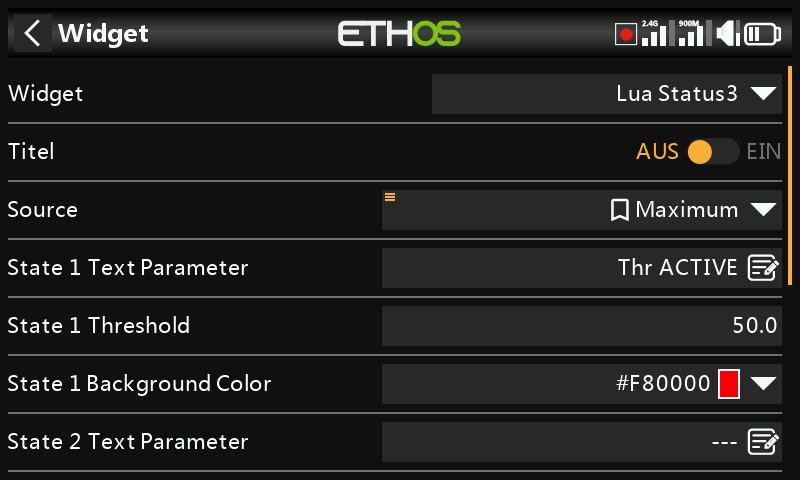 Widget
ETHOS
2.4G
900M
Widget
Lua Status3
Titel
AUS EIN
Source
Maximum
State 1 Text Parameter
Thr ACTIVE
State 1 Threshold
50.0
State 1 Background Color
#F80000
State 2 Text Parameter
---